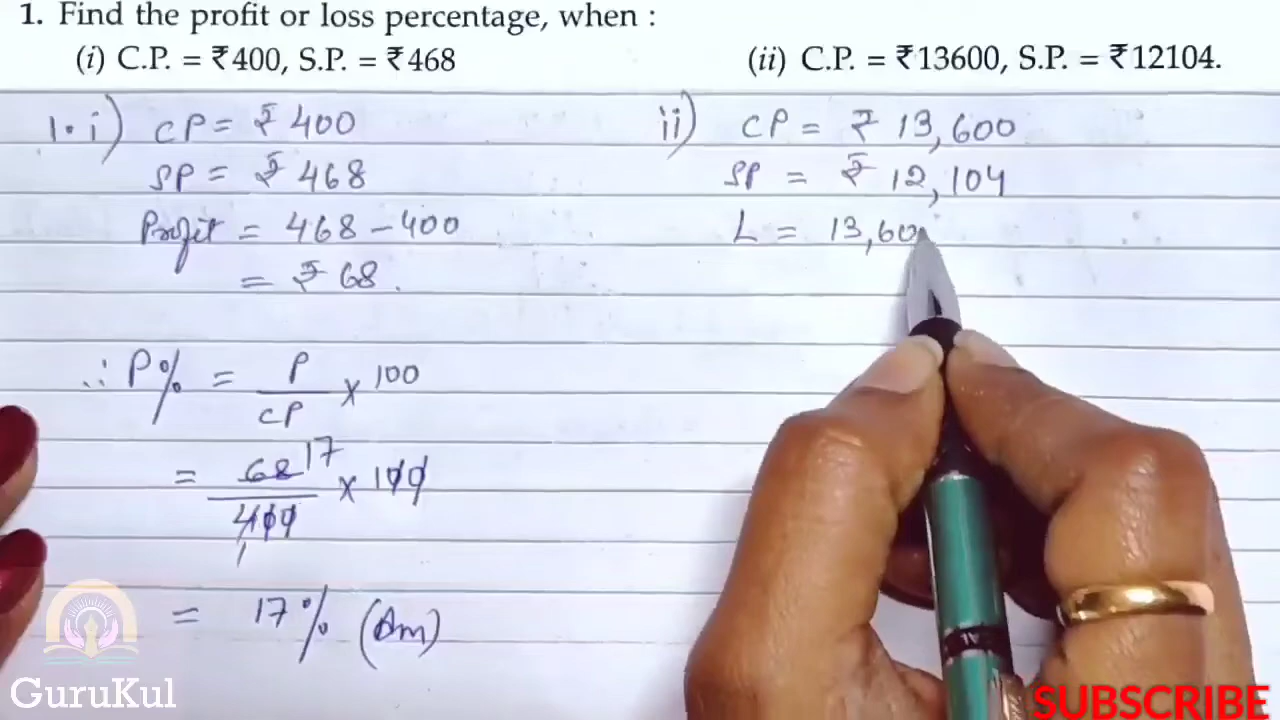 1. Find the profit or loss percentage, when :
(i) C.P. = ₹400, S.P. = ₹468
(ii) C.P. = ₹13600, S.P. = ₹12104.
1. i) CP = ₹ 400
SP = ₹ 468
Profit = 468 - 400
= ₹ 68.
∴ P% = P/CP × 100
= 68/400 × 100
17
1
= 17% (Ans)
ii) CP = ₹ 13,600
SP = ₹ 12,104
L = 13,60
GuruKul
SUBSCRIBE